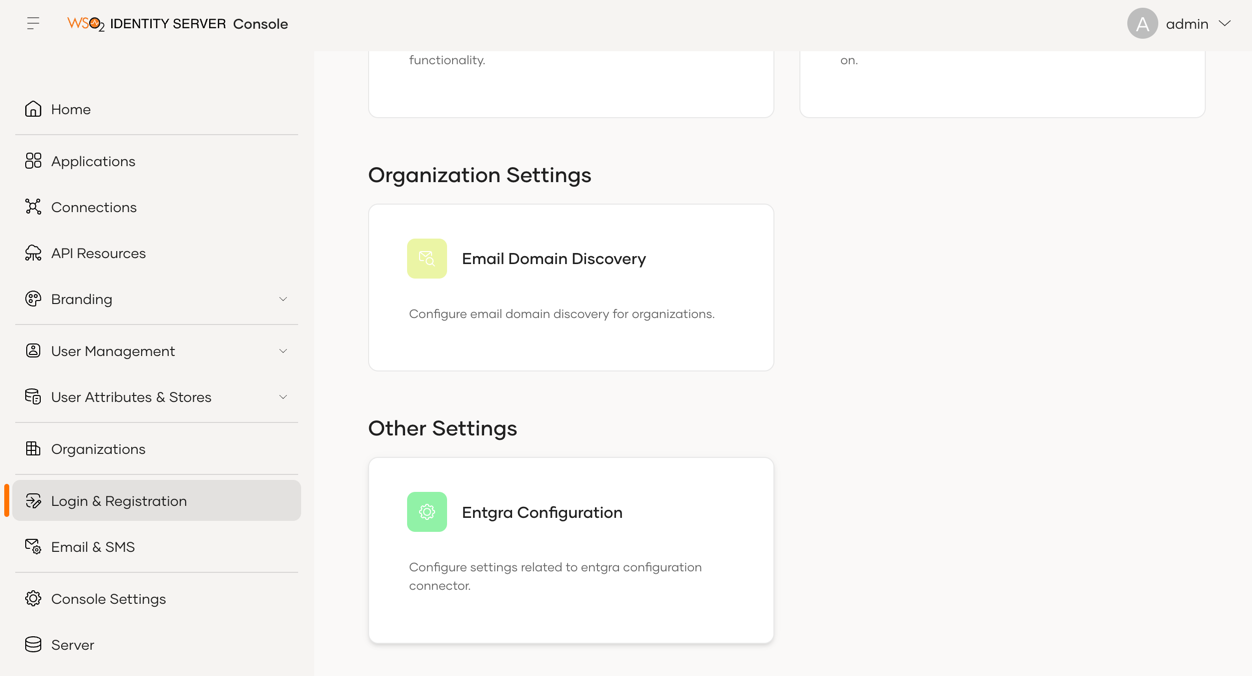 WSO2 IDENTITY SERVER Console
A admin
Home
Applications
Connections
API Resources
Branding
User Management
User Attributes & Stores
Organizations
Login & Registration
Email & SMS
Console Settings
Server
functionality.
on.
Organization Settings
Email Domain Discovery
Configure email domain discovery for organizations.
Other Settings
Entgra Configuration
Configure settings related to entgra configuration
connector.